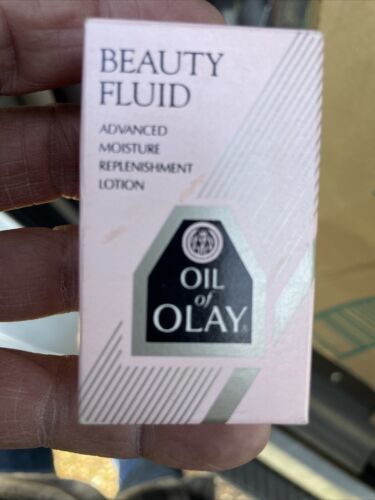 BEAUTY
FLUID
ADVANCED
MOISTURE
REPLENISHMENT
LOTION
OIL
of
OLAY